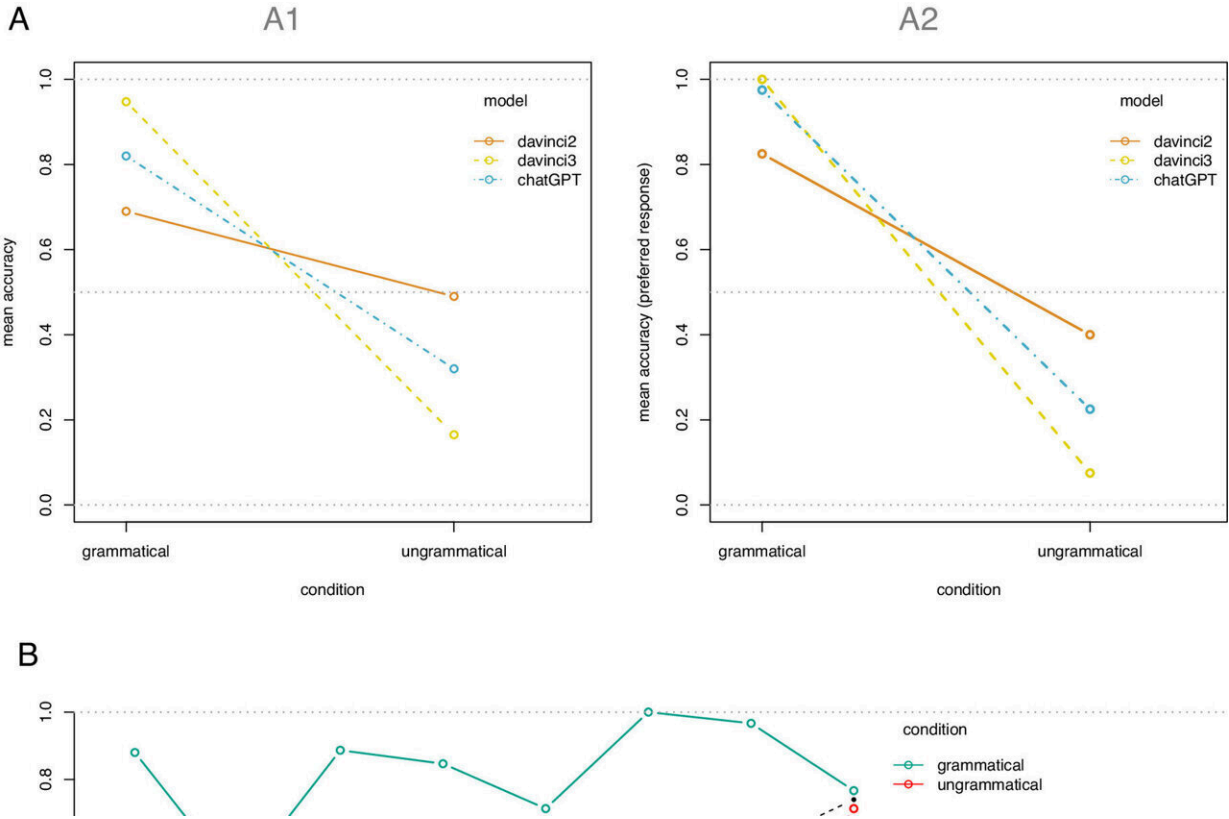 A
A1
A2
mean accuracy
1.0
0.8
0.6
0.4
0.2
0.0
model
davinci2
davinci3
chatGPT
grammatical
ungrammatical
condition
mean accuracy (preferred response)
1.0
0.8
0.6
0.4
0.2
0.0
model
davinci2
davinci3
chatGPT
grammatical
ungrammatical
condition
B
1.0
0.8
condition
grammatical
ungrammatical